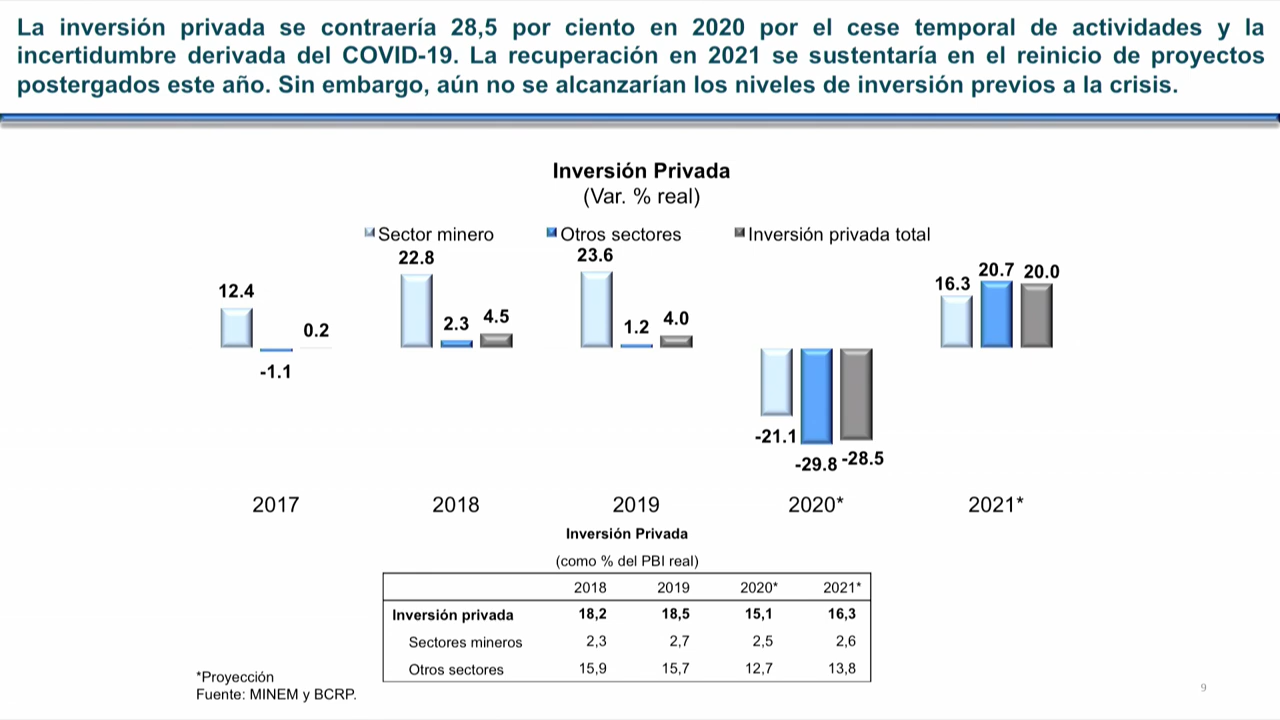 La inversión privada se contraería 28,5 por ciento en 2020 por el cese temporal de actividades y la
incertidumbre derivada del COVID-19. La recuperación en 2021 se sustentaría en el reinicio de proyectos
postergados este año. Sin embargo, aún no se alcanzarían los niveles de inversión previos a la crisis.
Inversión Privada
(Var. % real)
Sector minero Otros sectores Inversión privada total
12.4 -1.1 0.2
22.8 2.3 4.5
23.6 1.2 4.0
-21.1 -29.8 -28.5
16.3 20.7 20.0
2017 2018 2019 2020* 2021*
Inversión Privada
(como % del PBI real)
2018 2019 2020* 2021*
Inversión privada 18,2 18,5 15,1 16,3
Sectores mineros 2,3 2,7 2,5 2,6
Otros sectores 15,9 15,7 12,7 13,8
*Proyección
Fuente: MINEM y BCRP.
9